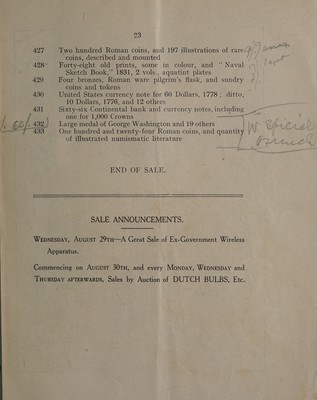 23
427 Two hundred Roman coins, and 197 illustrations of rare
coins, described and mounted
428 Forty-eight old prints, some in colour, and "Naval
Sketch Book," 1831, 2 vols., aquatint plates
429 Four bronzes, Roman ware pilgrim's flask, and sundry
coins and tokens
430 United States currency note for 60 Dollars, 1778; ditto,
10 Dollars, 1776, and 12 others
431 Sixty-six Continental bank and currency notes, including
one for 1,000 Crowns
432 Large medal of George Washington and 19 others
433 One hundred and twenty-four Roman coins, and quantity
of illustrated numismatic literature
END OF SALE.
SALE ANNOUNCEMENTS.
WEDNESDAY, AUGUST 29TH—A Great Sale of Ex-Government Wireless
Apparatus.
Commencing on AUGUST 30TH, and every MONDAY, WEDNESDAY and
THURSDAY AFTERWARDS, Sales by Auction of DUTCH BULBS, Etc.